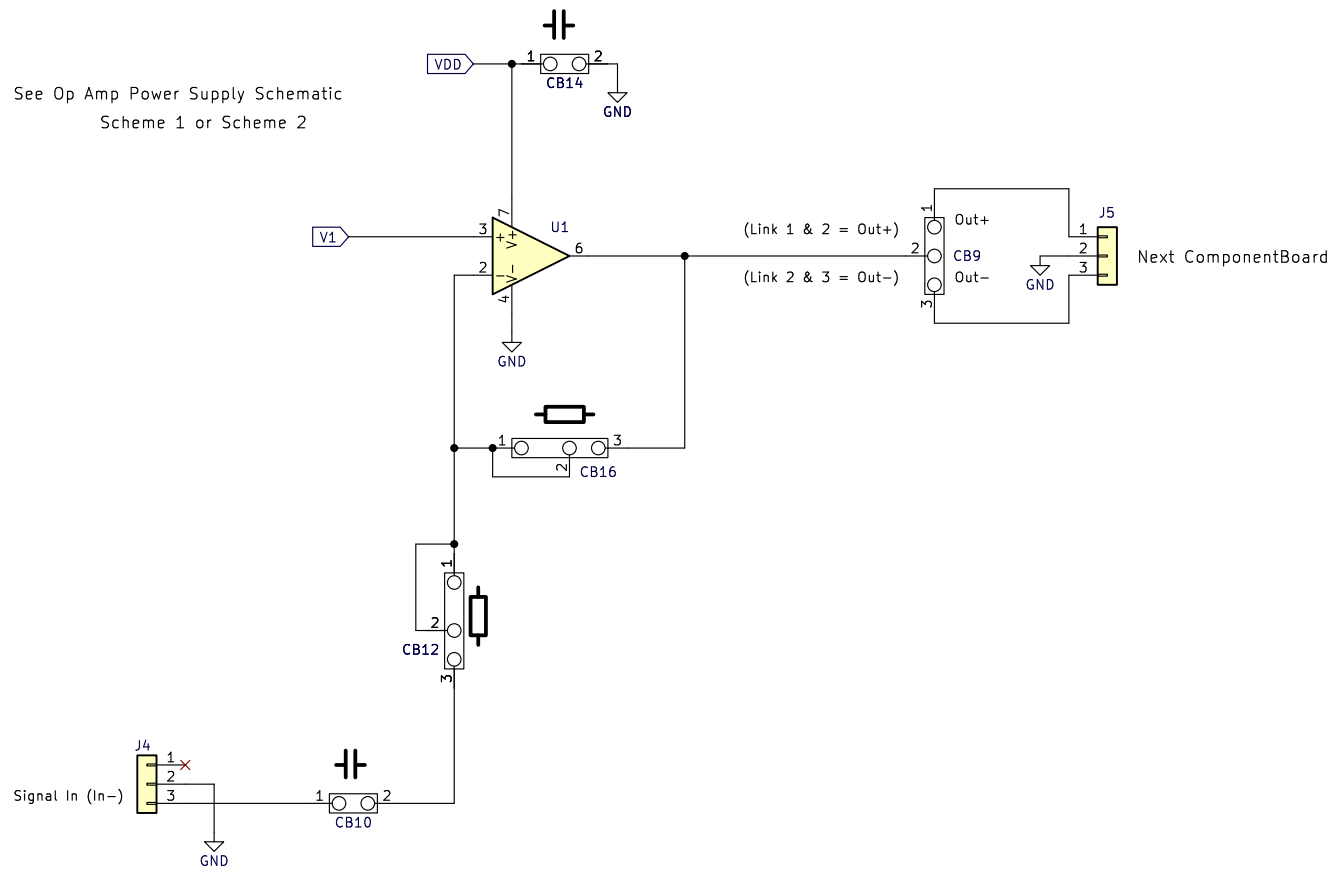 VDD
1
2
CB14
GND
See Op Amp Power Supply Schematic
Scheme 1 or Scheme 2
V1
3
2
7
4
6
+
-
V+
V-
U1
GND
(Link 1 & 2 = Out+)
(Link 2 & 3 = Out-)
1
2
3
Out+
CB9
Out-
J5
1
2
3
GND
Next ComponentBoard
1
2
3
CB16
1
2
3
CB12
J4
1
2
3
Signal In (In-)
GND
1
2
CB10